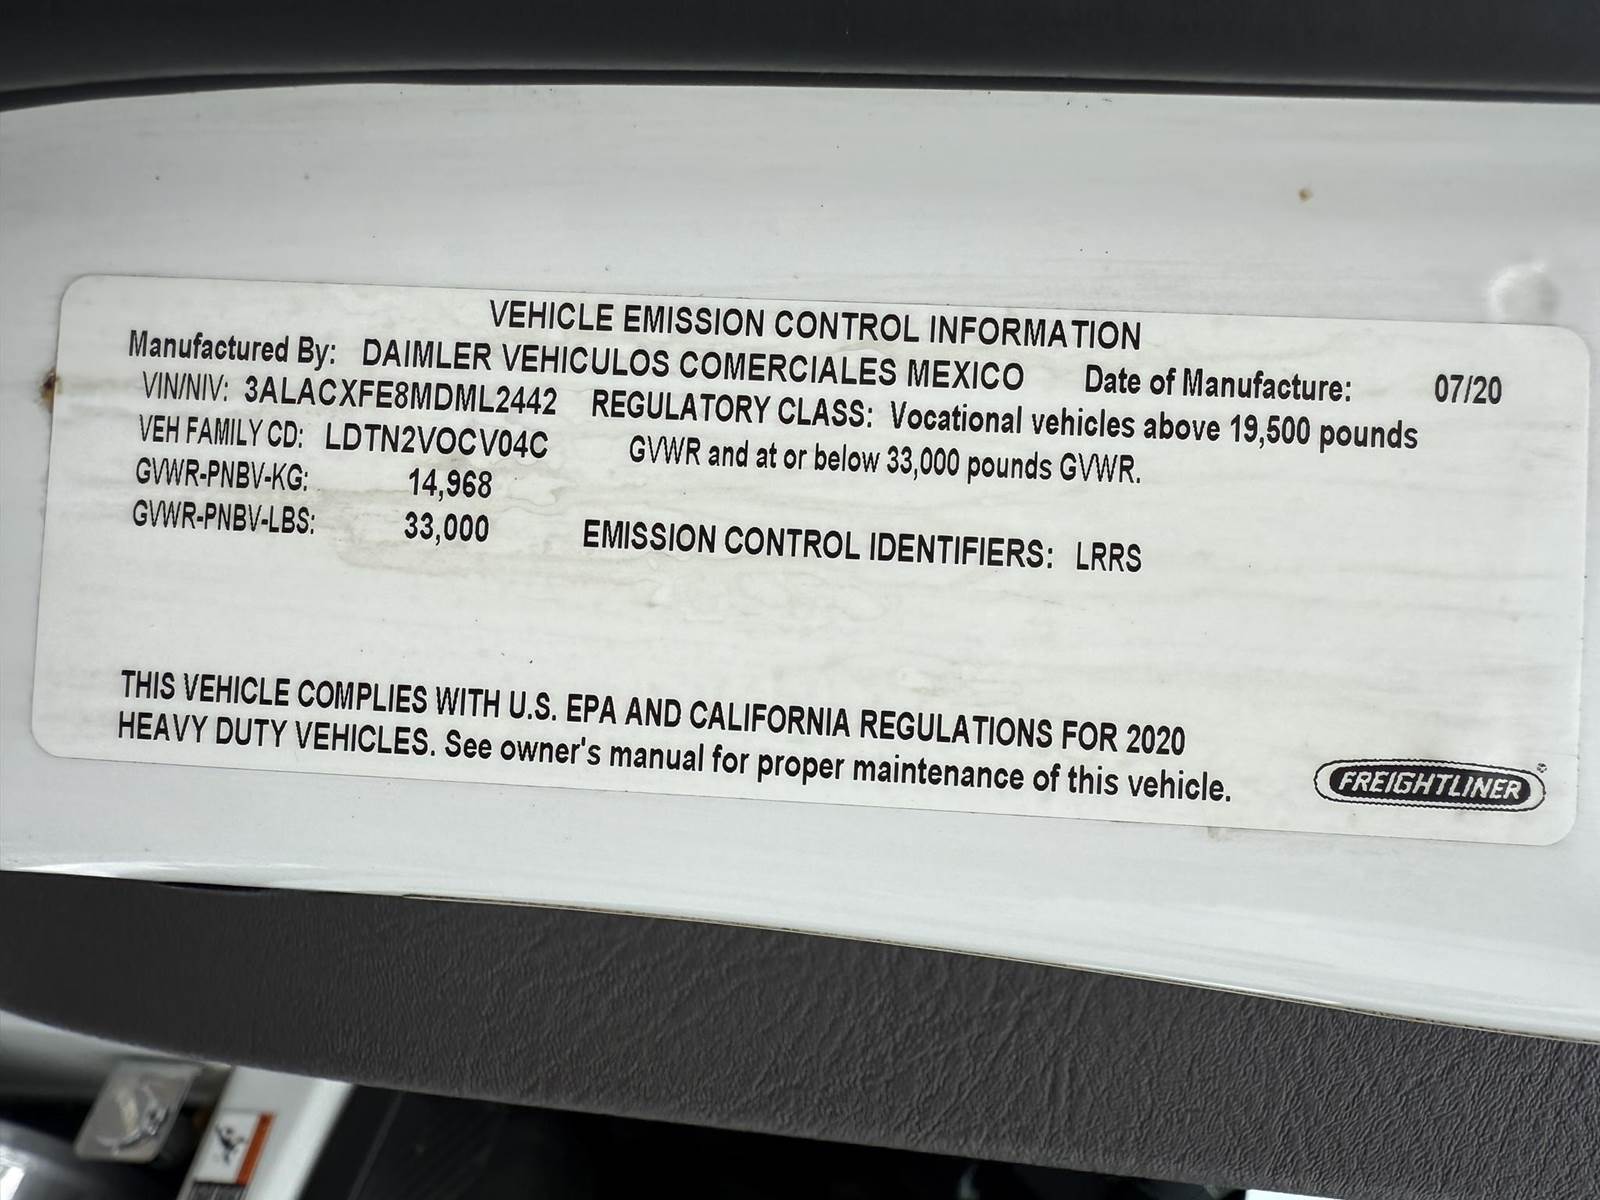 VEHICLE EMISSION CONTROL INFORMATION
Manufactured By: DAIMLER VEHICULOS COMERCIALES MEXICO Date of Manufacture: 07/20
VIN/NIV: 3ALACXFE8MDML2442 REGULATORY CLASS: Vocational vehicles above 19,500 pounds
VEH FAMILY CD: LDTN2VOCV04C GVWR and at or below 33,000 pounds GVWR.
GVWR-PNBV-KG: 14,968
GVWR-PNBV-LBS: 33,000 EMISSION CONTROL IDENTIFIERS: LRRS
THIS VEHICLE COMPLIES WITH U.S. EPA AND CALIFORNIA REGULATIONS FOR 2020
HEAVY DUTY VEHICLES. See owner's manual for proper maintenance of this vehicle.
FREIGHTLINER